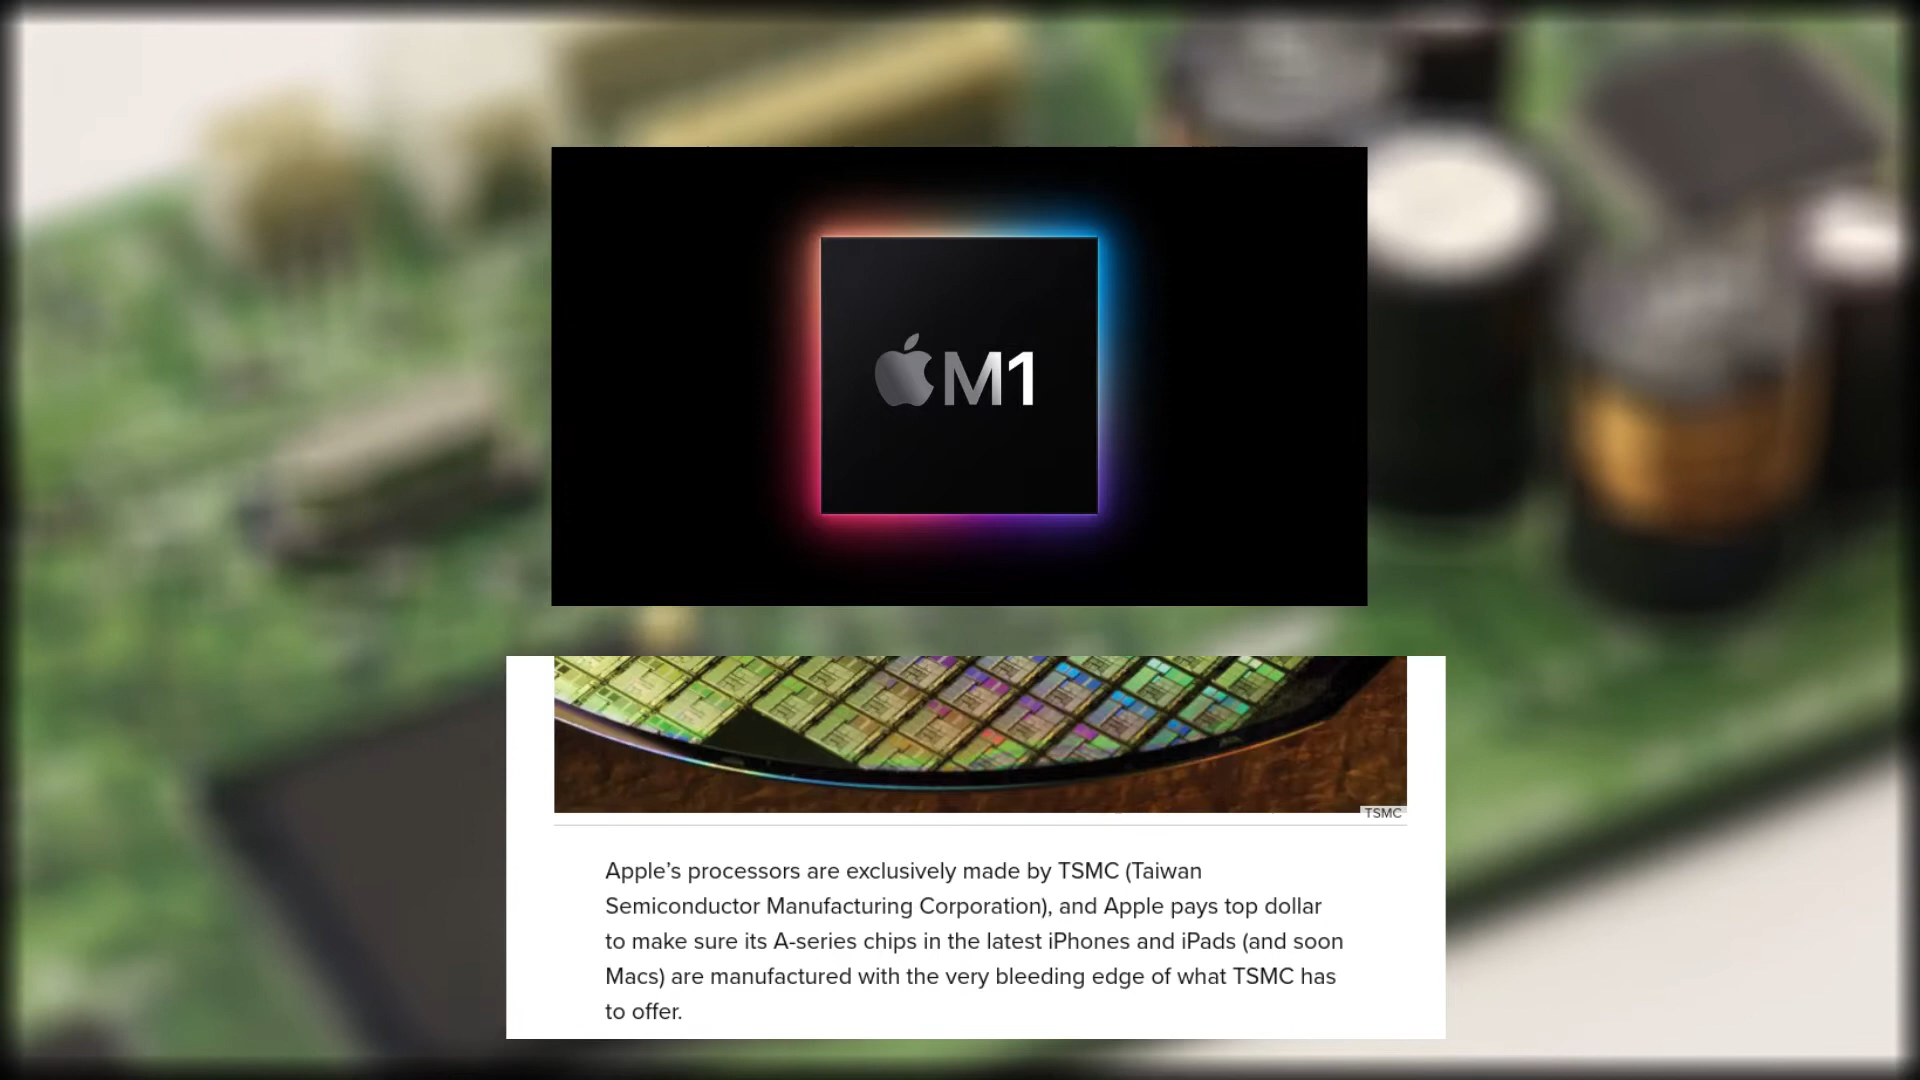 M1
TSMC
Apple’s processors are exclusively made by TSMC (Taiwan
Semiconductor Manufacturing Corporation), and Apple pays top dollar
to make sure its A-series chips in the latest iPhones and iPads (and soon
Macs) are manufactured with the very bleeding edge of what TSMC has
to offer.